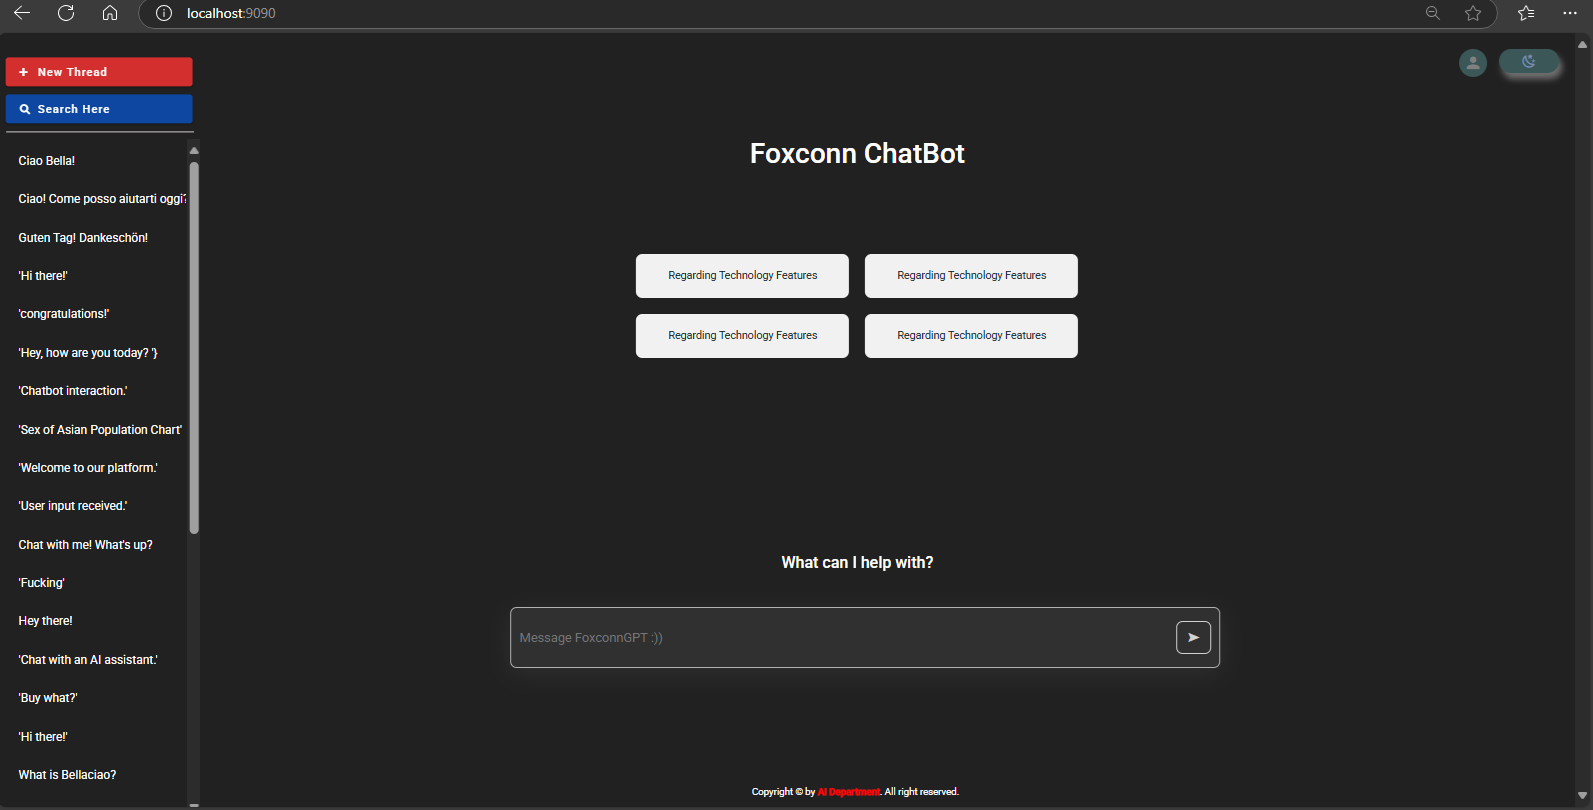 localhost:9090
New Thread
Search Here
Ciao Bella!
Ciao! Come posso aiutarti oggi?
Guten Tag! Dankeschön!
'Hi there!'
'congratulations!'
'Hey, how are you today? '}
'Chatbot interaction.'
'Sex of Asian Population Chart'
'Welcome to our platform.'
'User input received.'
Chat with me! What's up?
'Fucking'
Hey there!
'Chat with an AI assistant.'
'Buy what?'
'Hi there!'
What is Bellaciao?
Foxconn ChatBot
Regarding Technology Features
Regarding Technology Features
Regarding Technology Features
Regarding Technology Features
What can I help with?
Message FoxconnGPT :))
Copyright © by AI Department. All right reserved.